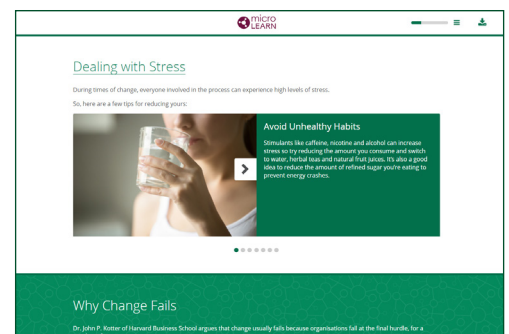 micro
LEARN
Dealing with Stress
During times of change, everyone involved in the process can experience high levels of stress.
So, here are a few tips for reducing yours:
Avoid Unhealthy Habits
Stimulants like caffeine, nicotine and alcohol can increase
stress so try reducing the amount you consume and switch
to water, herbal teas and natural fruit juices. It's also a good
idea to reduce the amount of refined sugar you're eating to
prevent energy crashes.
Why Change Fails
Dr. John P. Kotter of Harvard Business School argues that change usually fails because organisations fall at the final hurdle, for a